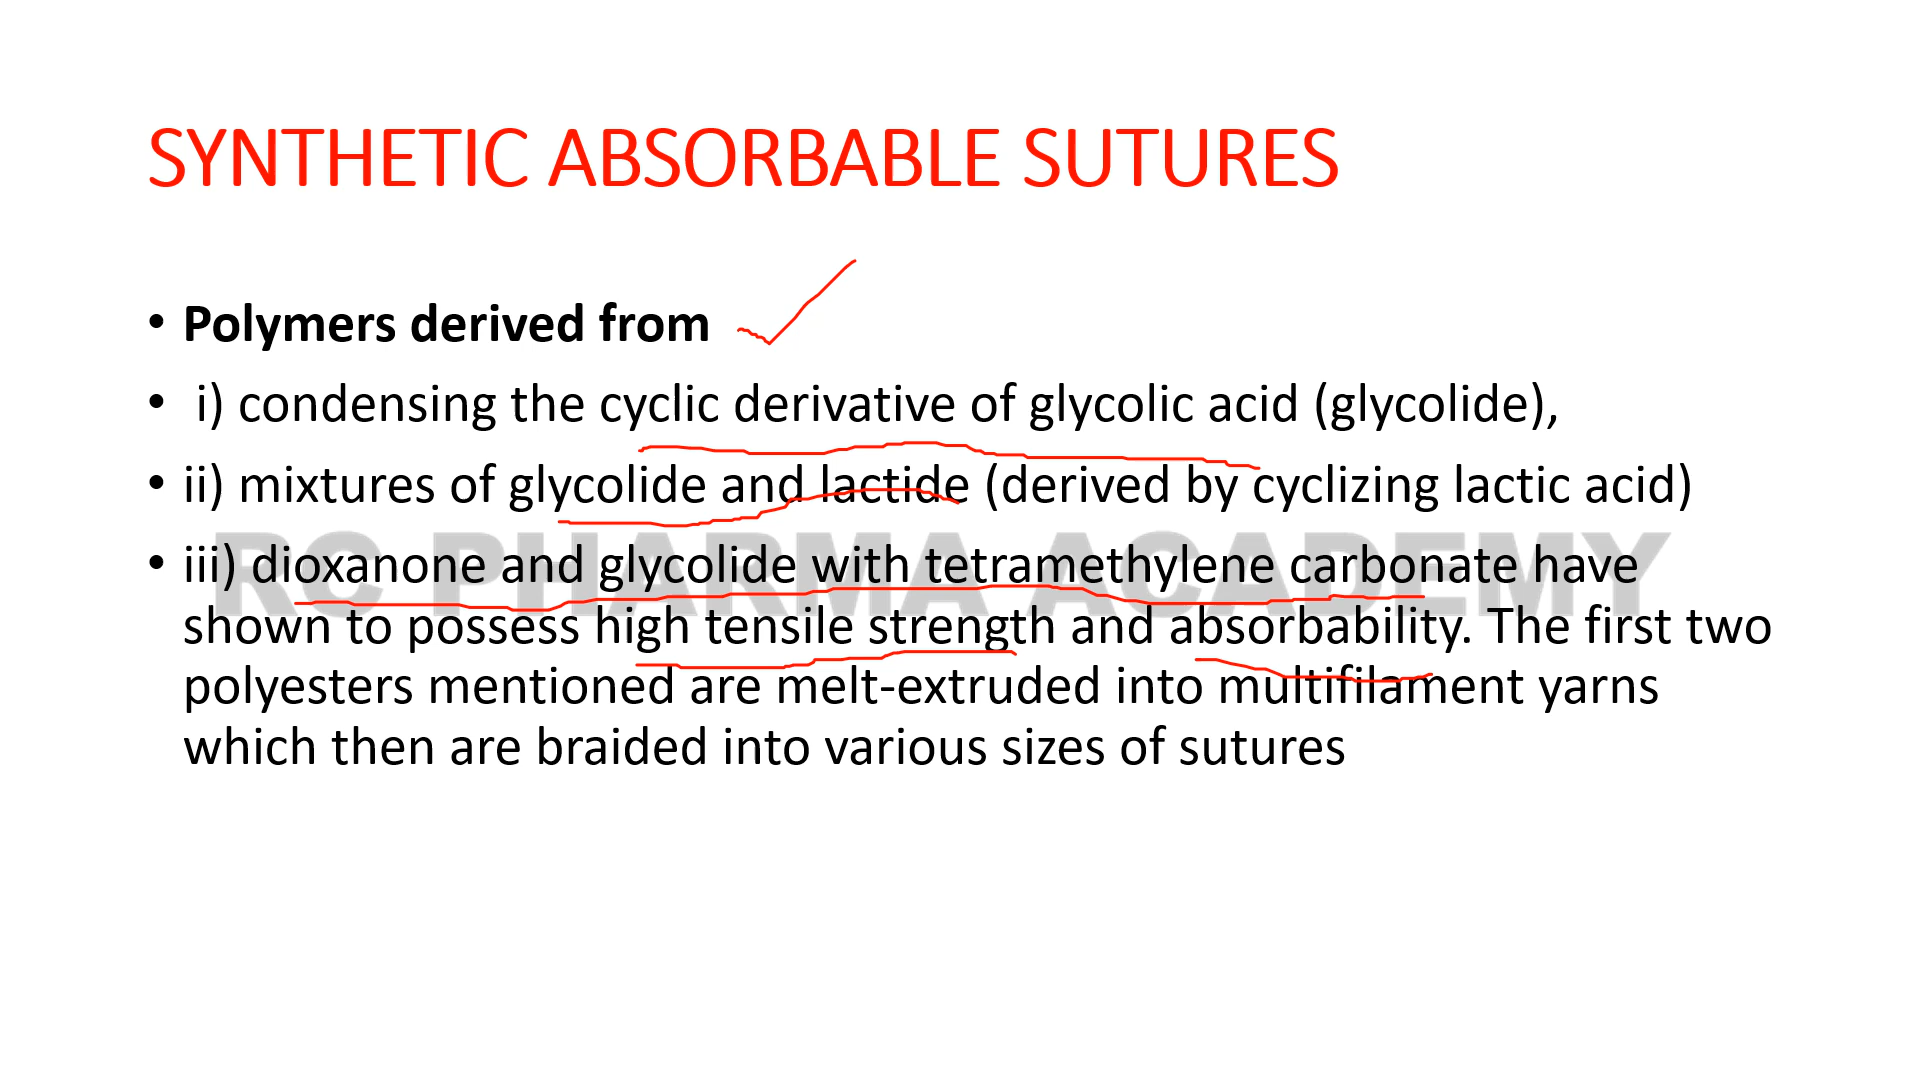 SYNTHETIC ABSORBABLE SUTURES
• Polymers derived from
• i) condensing the cyclic derivative of glycolic acid (glycolide),
• ii) mixtures of glycolide and lactide (derived by cyclizing lactic acid)
RC PHARMA ACADEMY
• iii) dioxanone and glycolide with tetramethylene carbonate have
shown to possess high tensile strength and absorbability. The first two
polyesters mentioned are melt-extruded into multifilament yarns
which then are braided into various sizes of sutures